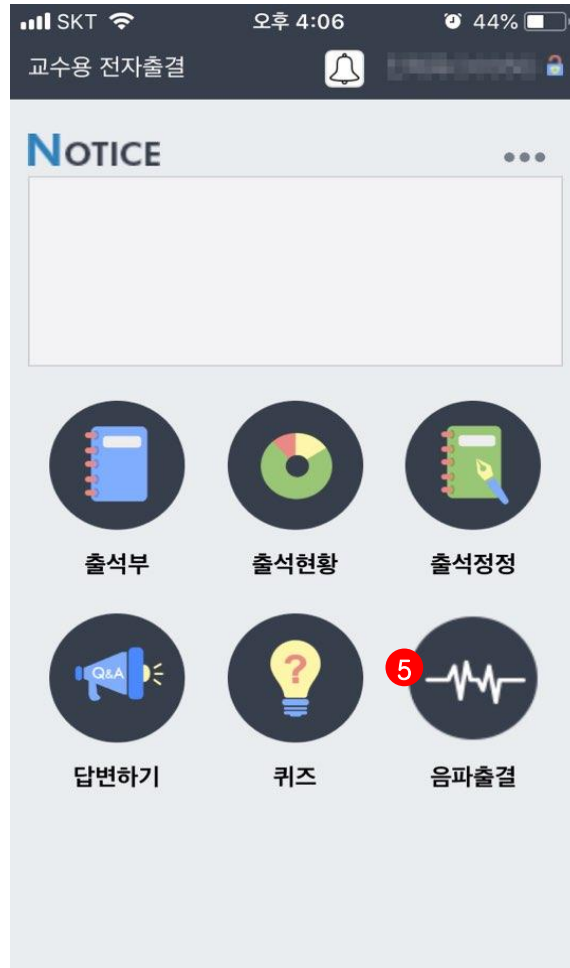 SKT 오후 4:06 44%
교수용 전자출결
NOTICE
출석부 출석현황 출석정정
Q&A ? 5
답변하기 퀴즈 음파출결